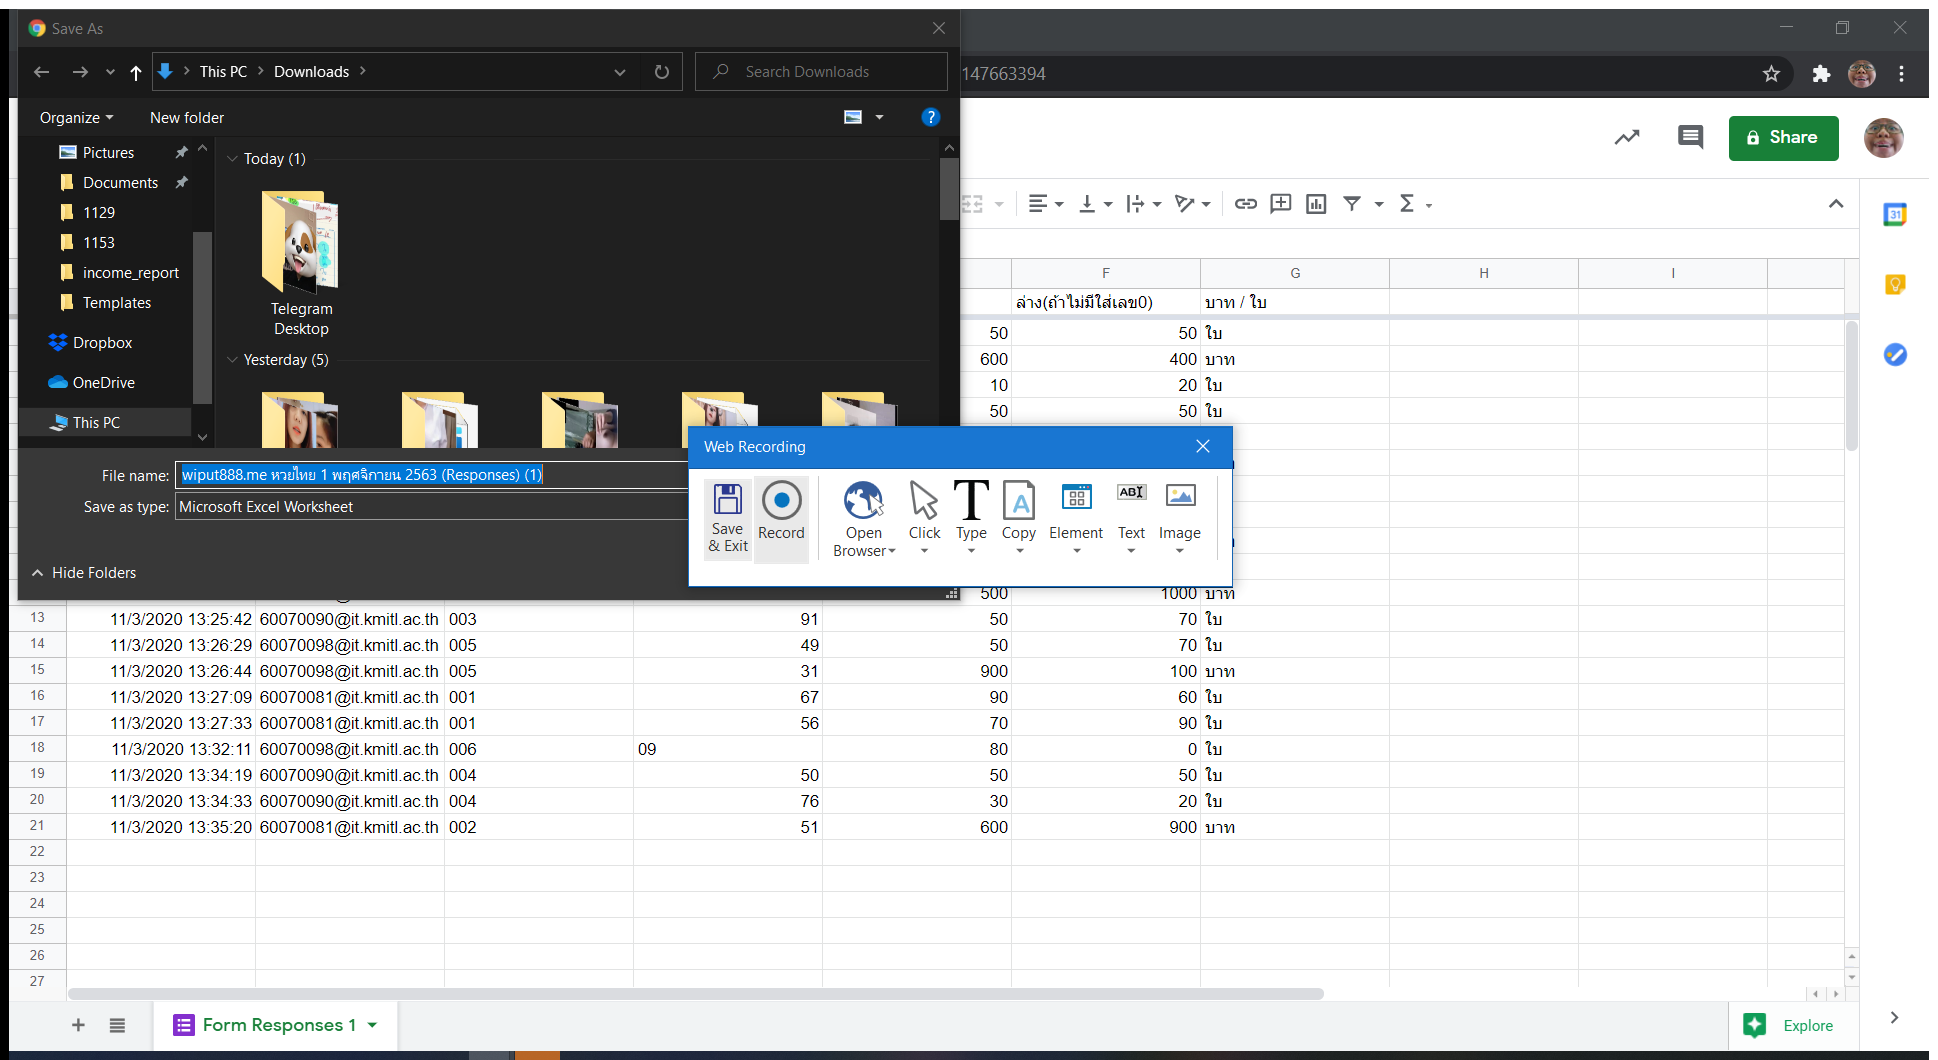 Save As
This PC
Downloads
Search Downloads
147663394
Organize
New folder
?
Share
Pictures
Documents
1129
1153
income_report
Templates
Dropbox
OneDrive
This PC
Today (1)
Telegram
Desktop
Yesterday (5)
File name: wiput888.me หวยไทย 1 พฤศจิกายน 2563 (Responses) (1)
Save as type: Microsoft Excel Worksheet
Hide Folders
Web Recording
Save
& Exit
Record
Open
Browser
Click
T
Type
A
Copy
Element
ABI
Text
Image
31
F G H I
ล่าง(ถ้าไม่มีใส่เลข0) บาท / ใบ
50 50 ใบ
600 400 บาท
10 20 ใบ
50 50 ใบ
500 1000 บาท
13 11/3/2020 13:25:42 60070090@it.kmitl.ac.th 003 91 50 70 ใบ
14 11/3/2020 13:26:29 60070098@it.kmitl.ac.th 005 49 50 70 ใบ
15 11/3/2020 13:26:44 60070098@it.kmitl.ac.th 005 31 900 100 บาท
16 11/3/2020 13:27:09 60070081@it.kmitl.ac.th 001 67 90 60 ใบ
17 11/3/2020 13:27:33 60070081@it.kmitl.ac.th 001 56 70 90 ใบ
18 11/3/2020 13:32:11 60070098@it.kmitl.ac.th 006 09 80 0 ใบ
19 11/3/2020 13:34:19 60070090@it.kmitl.ac.th 004 50 50 50 ใบ
20 11/3/2020 13:34:33 60070090@it.kmitl.ac.th 004 76 30 20 ใบ
21 11/3/2020 13:35:20 60070081@it.kmitl.ac.th 002 51 600 900 บาท
22
23
24
25
26
27
Form Responses 1
Explore